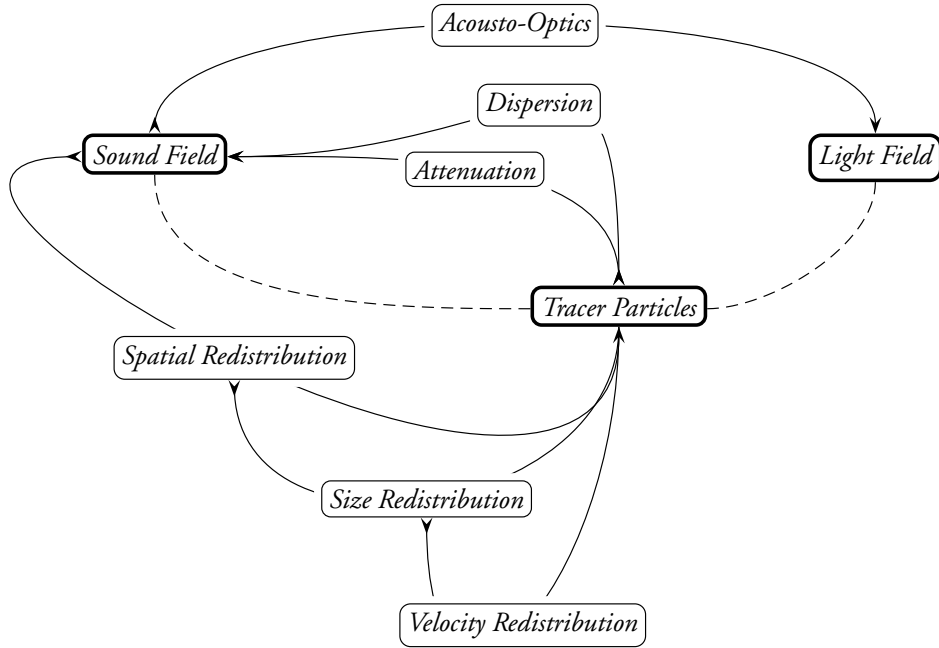 Acousto-Optics
Dispersion
Sound Field
Attenuation
Light Field
Tracer Particles
Spatial Redistribution
Size Redistribution
Velocity Redistribution